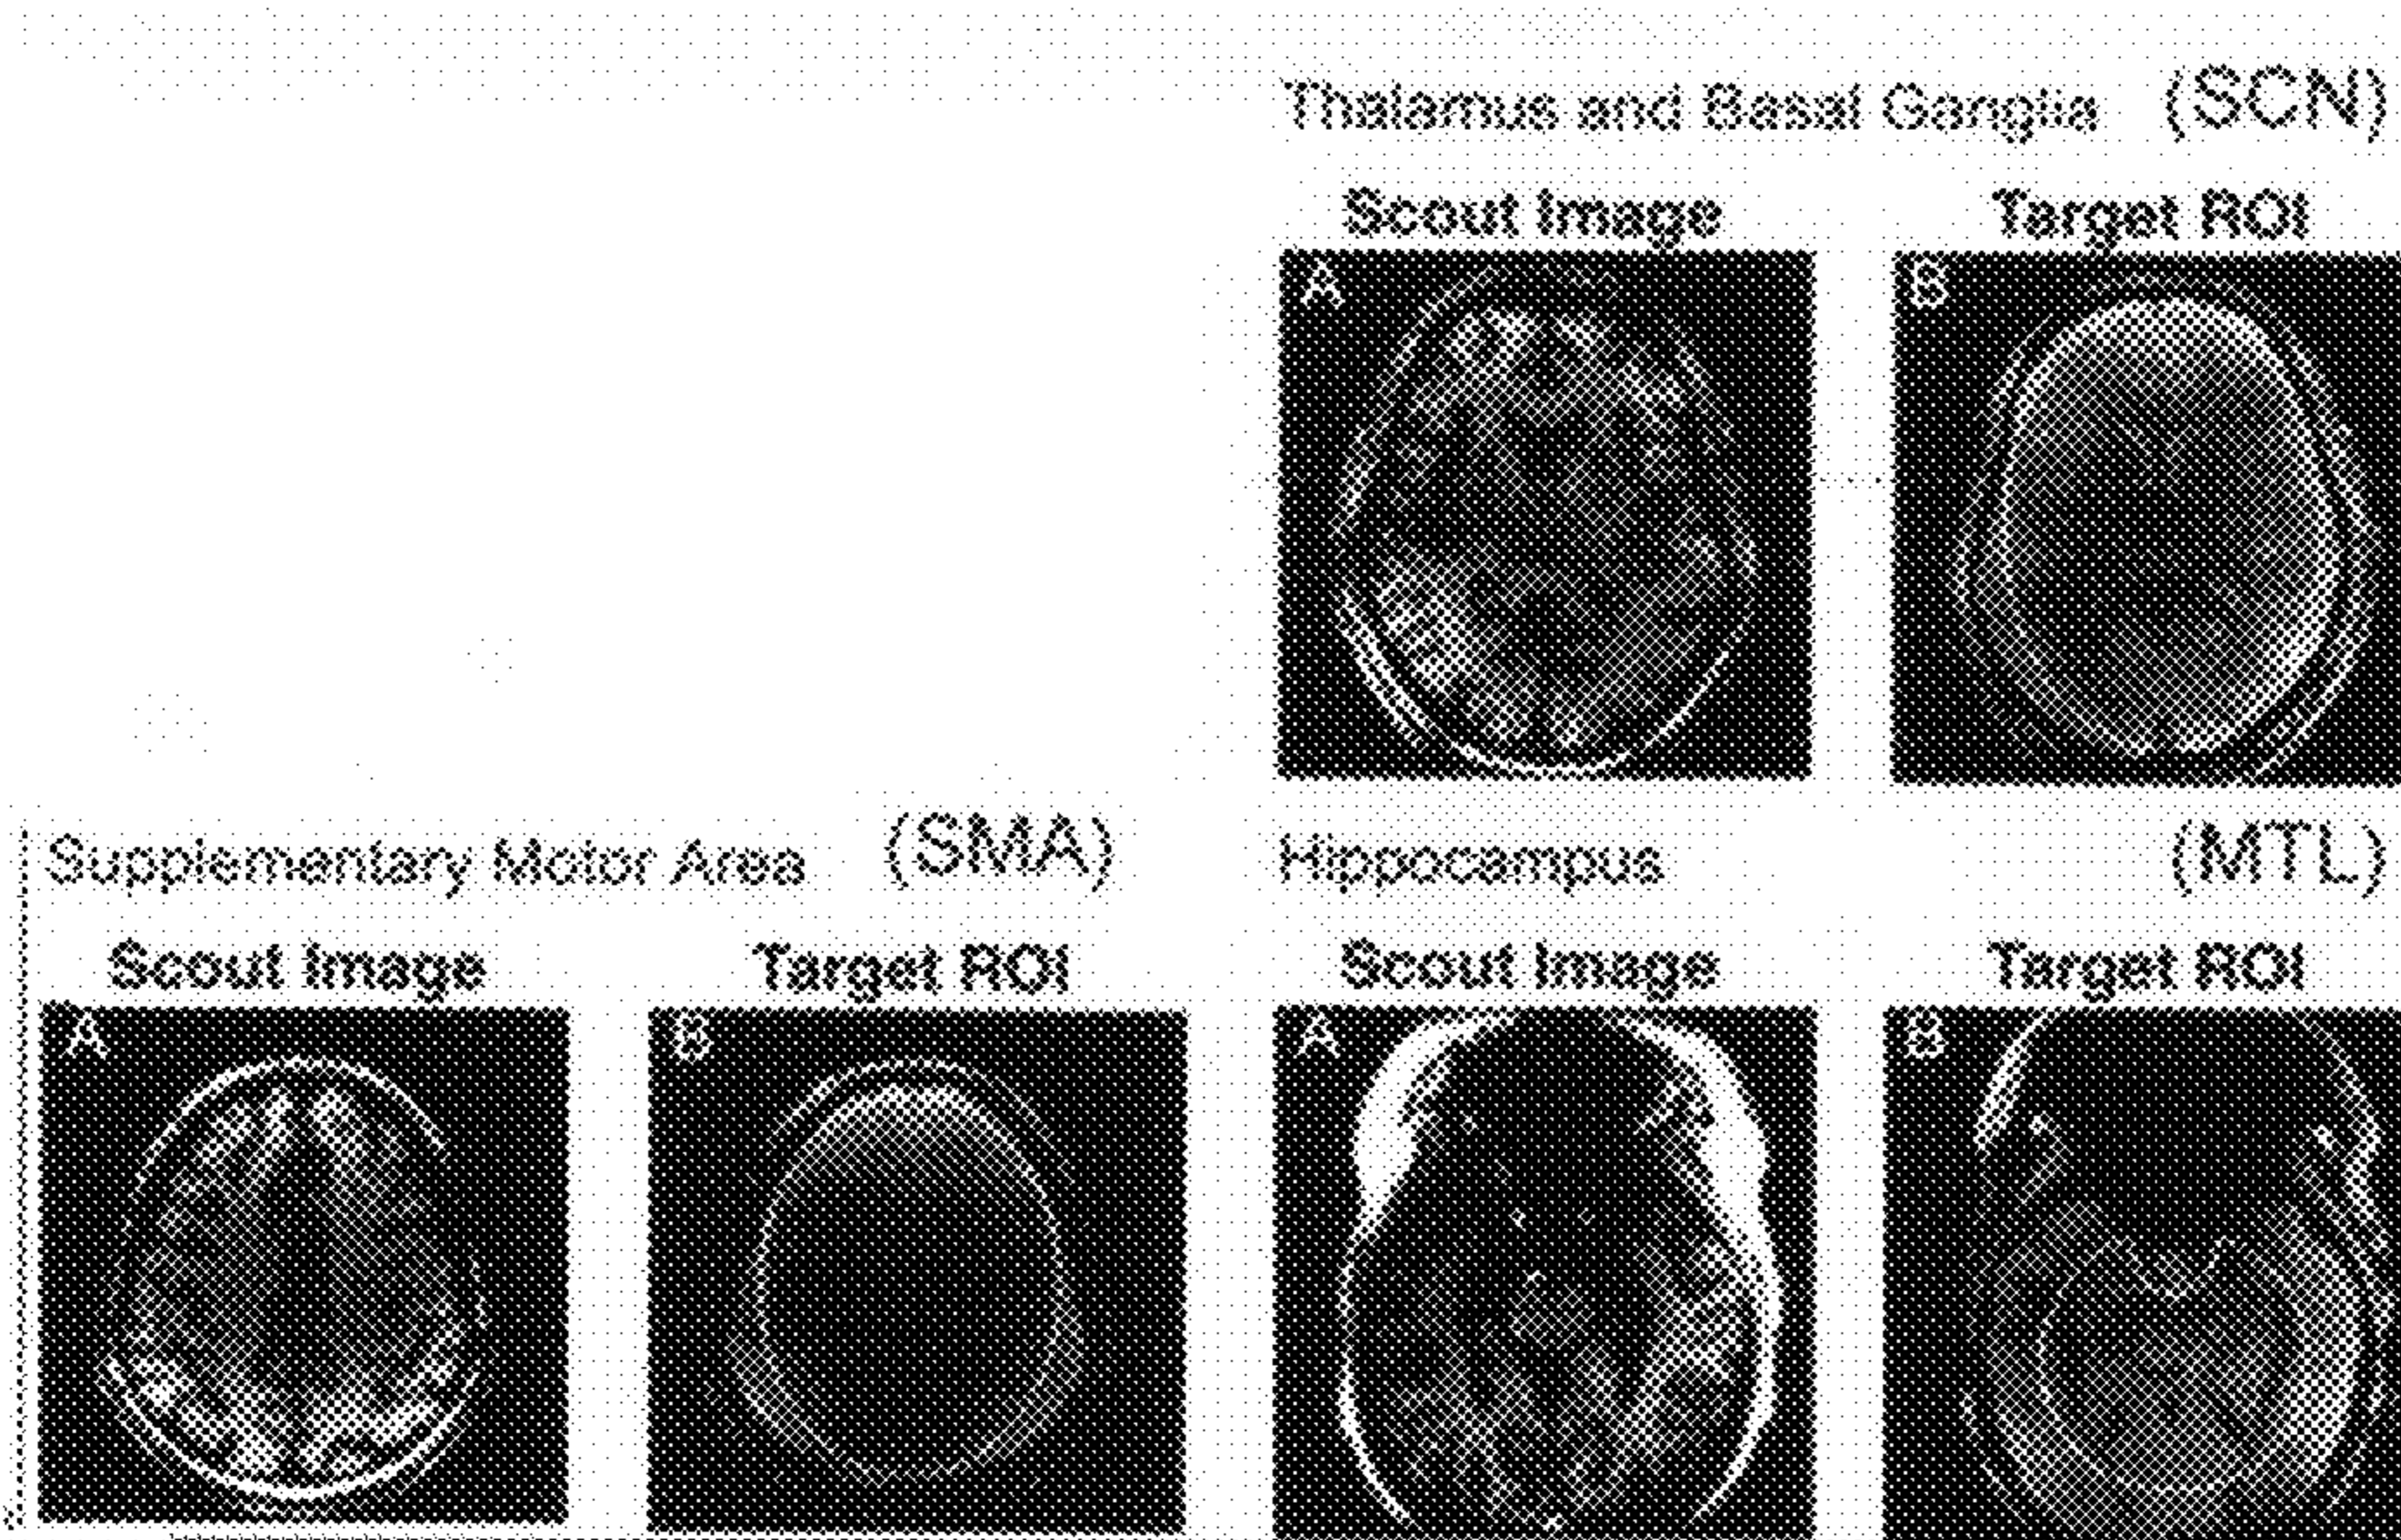 Thalamus and Basal Ganglia (SCN)
Scout Image Target ROI
A B
Supplementary Motor Area (SMA) Hippocampus (MTL)
Scout Image Target ROI Scout Image Target ROI
A B A B